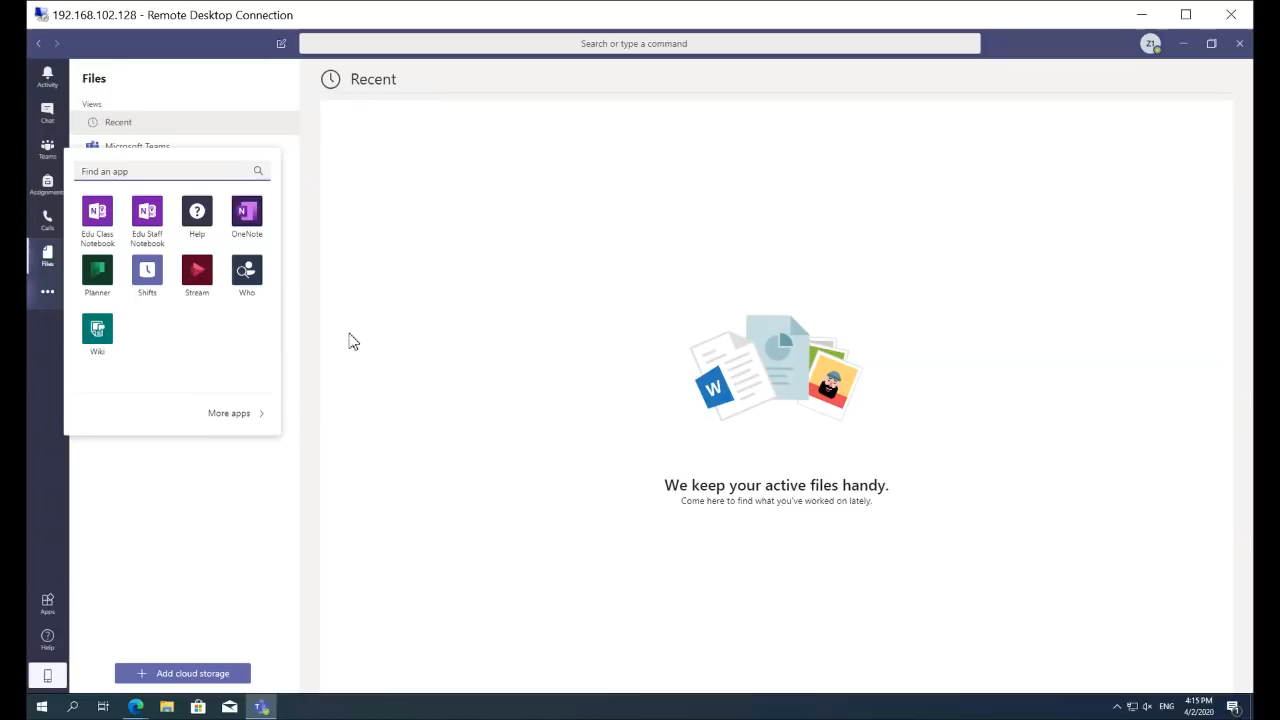 192.168.102.128 - Remote Desktop Connection
Search or type a command
Z1
Activity
Chat
Teams
Assignments
Calls
Files
Apps
Help
Files
Views
Recent
Microsoft Teams
Find an app
Edu Class Notebook
Edu Staff Notebook
Help
OneNote
Planner
Shifts
Stream
Who
Wiki
More apps
Add cloud storage
Recent
W
We keep your active files handy.
Come here to find what you've worked on lately.
ENG
4:15 PM
4/2/2020
1